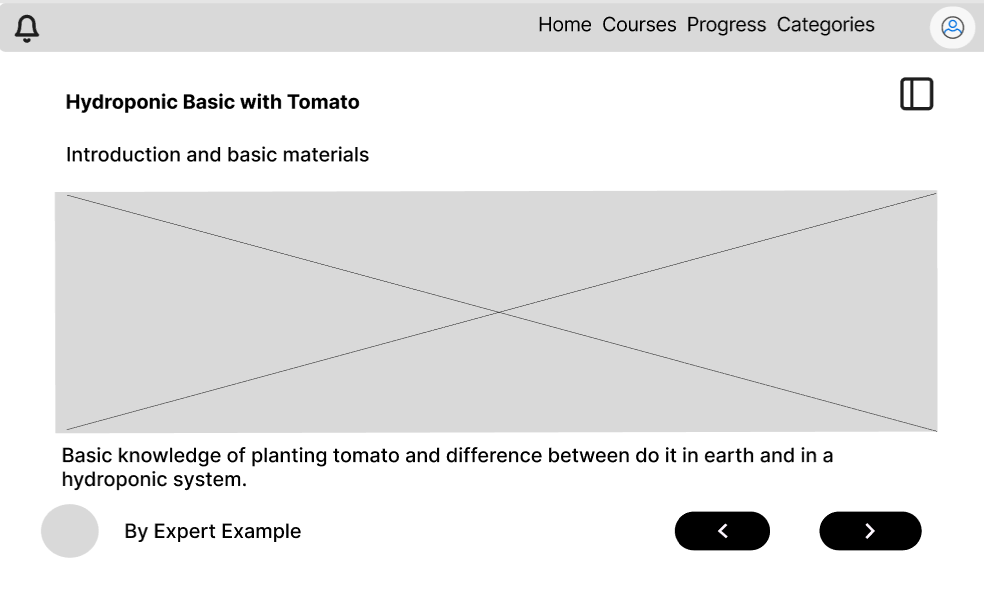 Home Courses Progress Categories
Hydroponic Basic with Tomato
Introduction and basic materials
Basic knowledge of planting tomato and difference between do it in earth and in a
hydroponic system.
By Expert Example